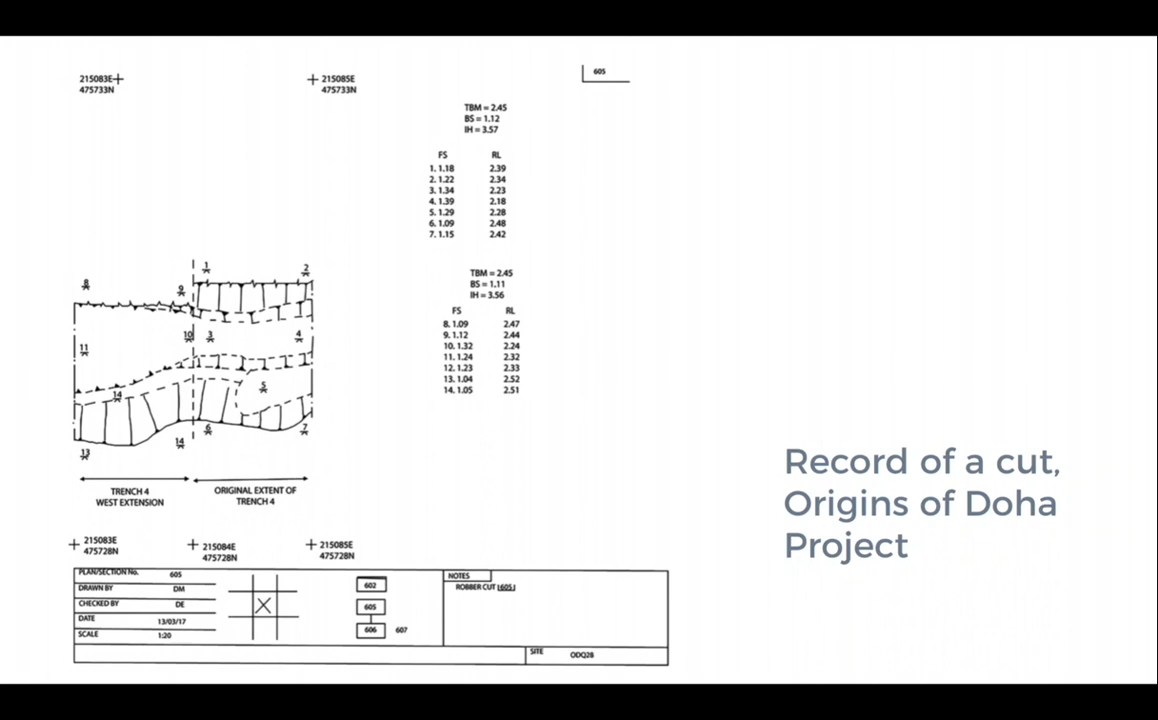 215083E
475733N
215085E
475733N
605
TBM = 2.45
BS = 1.12
IH = 3.57
FS RL
1. 1.18 2.39
2. 1.22 2.34
3. 1.34 2.23
4. 1.39 2.18
5. 1.29 2.28
6. 1.09 2.48
7. 1.15 2.42
TBM = 2.45
BS = 1.11
IH = 3.56
FS RL
8. 1.09 2.47
9. 1.12 2.44
10. 1.32 2.24
11. 1.24 2.32
12. 1.23 2.33
13. 1.04 2.52
14. 1.05 2.51
1
2
8
9
10
3
4
11
5
14
6
7
14
13
TRENCH 4
WEST EXTENSION
ORIGINAL EXTENT OF
TRENCH 4
Record of a cut,
Origins of Doha
Project
215083E
475728N
215084E
475728N
215085E
475728N
PLAN/SECTION No. 605
DRAWN BY DM
CHECKED BY DE
DATE 13/03/17
SCALE 1:20
X
602
605
606 607
NOTES
ROBBER CUT [605]
SITE ODQ28